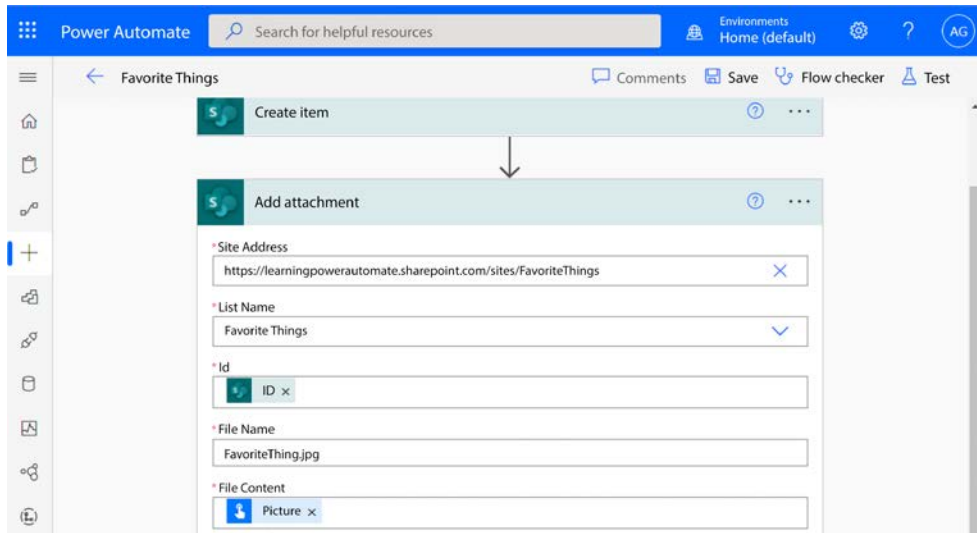 Power Automate
Search for helpful resources
Environments
Home (default)
?
AG
Favorite Things
Comments
Save
Flow checker
Test
S
Create item
?
...
S
Add attachment
?
...
*Site Address
https://learningpowerautomate.sharepoint.com/sites/FavoriteThings
*List Name
Favorite Things
*Id
S
ID ×
*File Name
FavoriteThing.jpg
*File Content
Picture ×